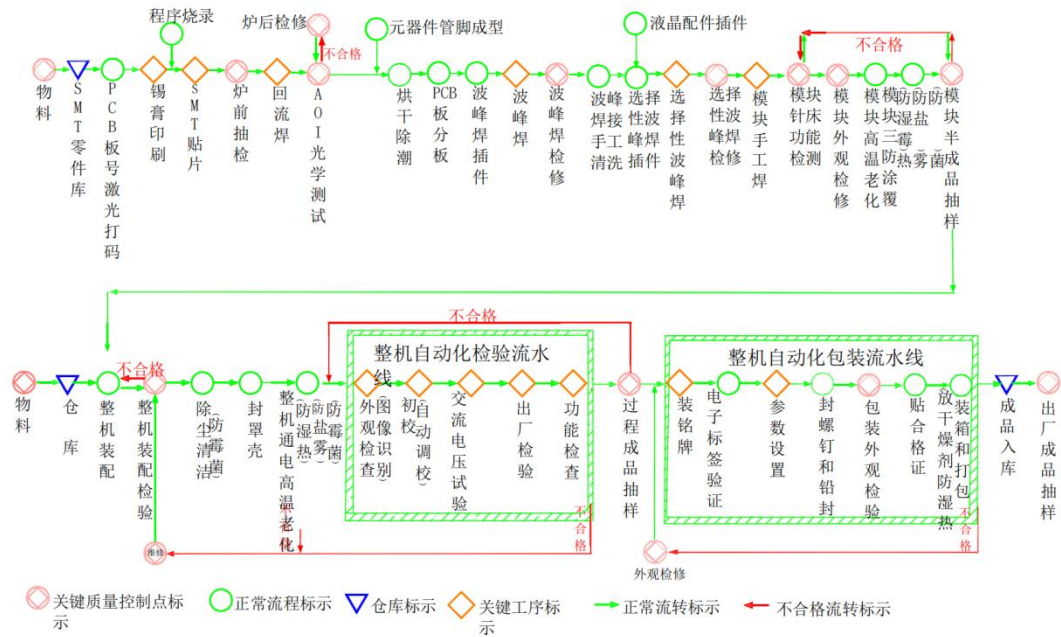 程序烧录
炉后检修
元器件管脚成型
液晶配件插件
不合格
不合格
物料
SMT零件库
PCB板号激光打码
锡膏印刷
SMT贴片
炉前抽检
回流焊
AOI光学测试
烘干除潮
PCB板分板
波峰焊插件
波峰焊
波峰焊检修
波峰焊接手工清洗
选择性波峰焊插件
选择性波峰焊
选择性波峰焊检修
模块手工焊
模块针床功能检测
模块外观检修
模块高温老化
模块三防涂覆
(防湿热)
(防盐雾)
(防霉菌)
模块半成品抽样
不合格
不合格
整机自动化检验流水线
整机自动化包装流水线
物料
仓库
整机装配
整机装配检验
除尘清洁
(防霉菌)
封罩壳
整机通电高温老化
(防湿热)
(防盐雾)
(防霉菌)
外观检查
(图像识别)
初校
(自动调校)
交流电压试验
出厂检验
功能检查
过程成品抽样
装铭牌
电子标签验证
参数设置
封螺钉和铅封
包装外观检验
贴合格证
(放干燥剂防湿热)
装箱和打包
成品入库
出厂成品抽样
不合格
不合格
不合格
维修
外观检修
关键质量控制点标示
正常流程标示
仓库标示
关键工序标示
正常流转标示
不合格流转标示